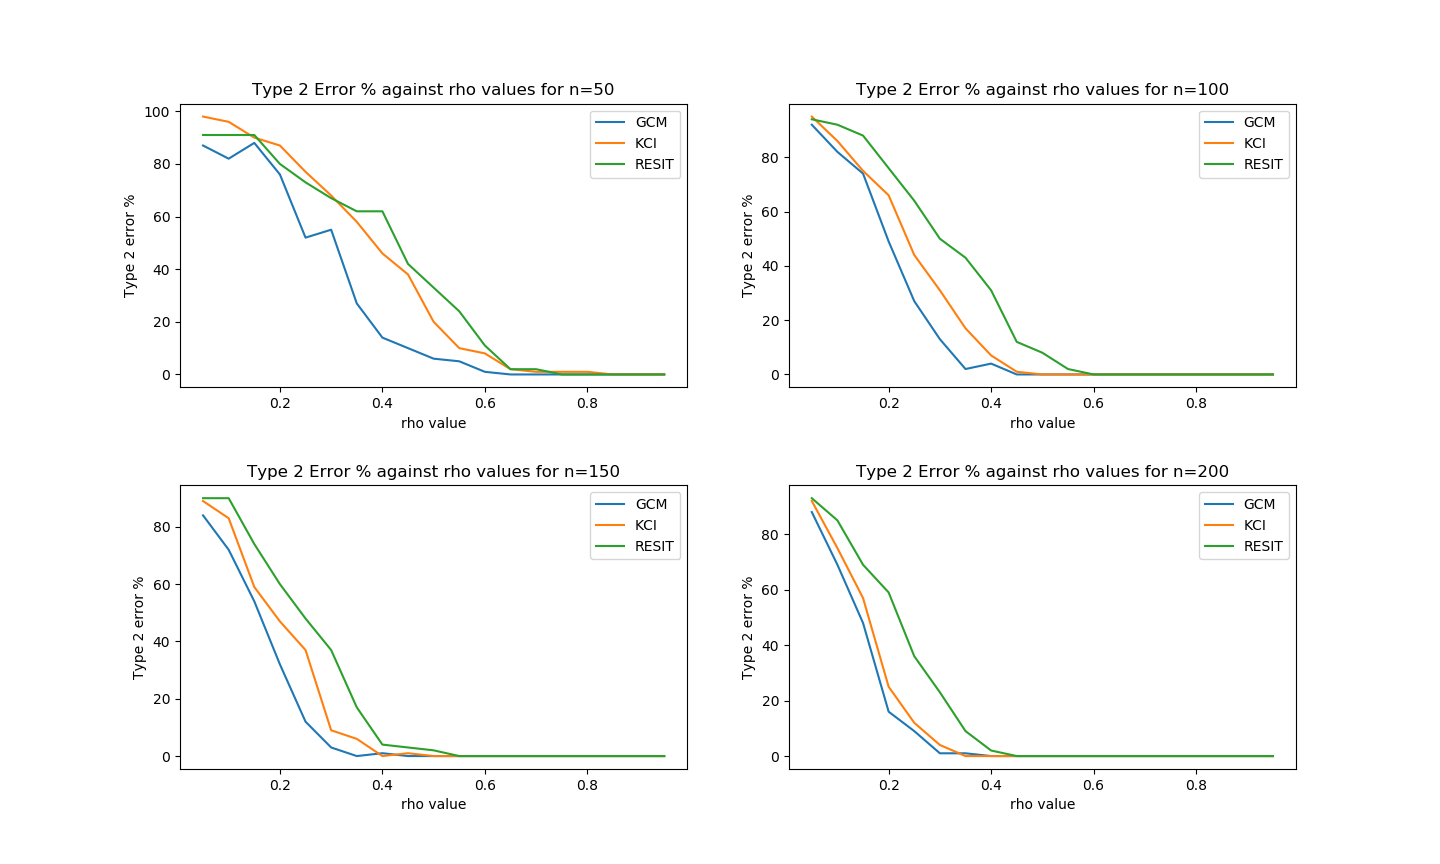 Type 2 Error % against rho values for n=50
100
80
60
40
20
0
Type 2 error %
0.2 0.4 0.6 0.8
rho value
GCM
KCI
RESIT
Type 2 Error % against rho values for n=100
80
60
40
20
0
Type 2 error %
0.2 0.4 0.6 0.8
rho value
GCM
KCI
RESIT
Type 2 Error % against rho values for n=150
80
60
40
20
0
Type 2 error %
0.2 0.4 0.6 0.8
rho value
GCM
KCI
RESIT
Type 2 Error % against rho values for n=200
80
60
40
20
0
Type 2 error %
0.2 0.4 0.6 0.8
rho value
GCM
KCI
RESIT